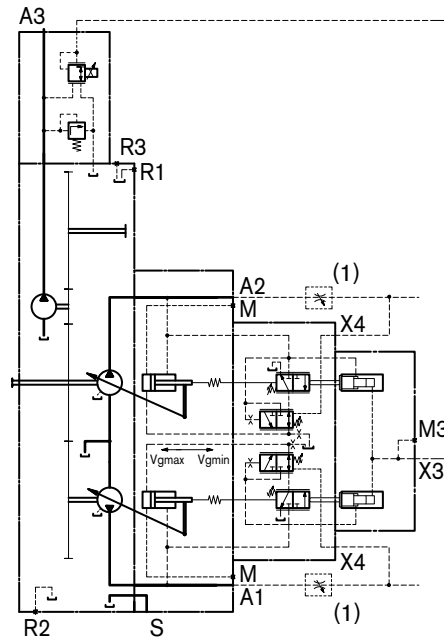 A3
R3
R1
(1)
A2
M
X4
M3
Vgmax
Vgmin
X3
X4
M
A1
(1)
R2
S